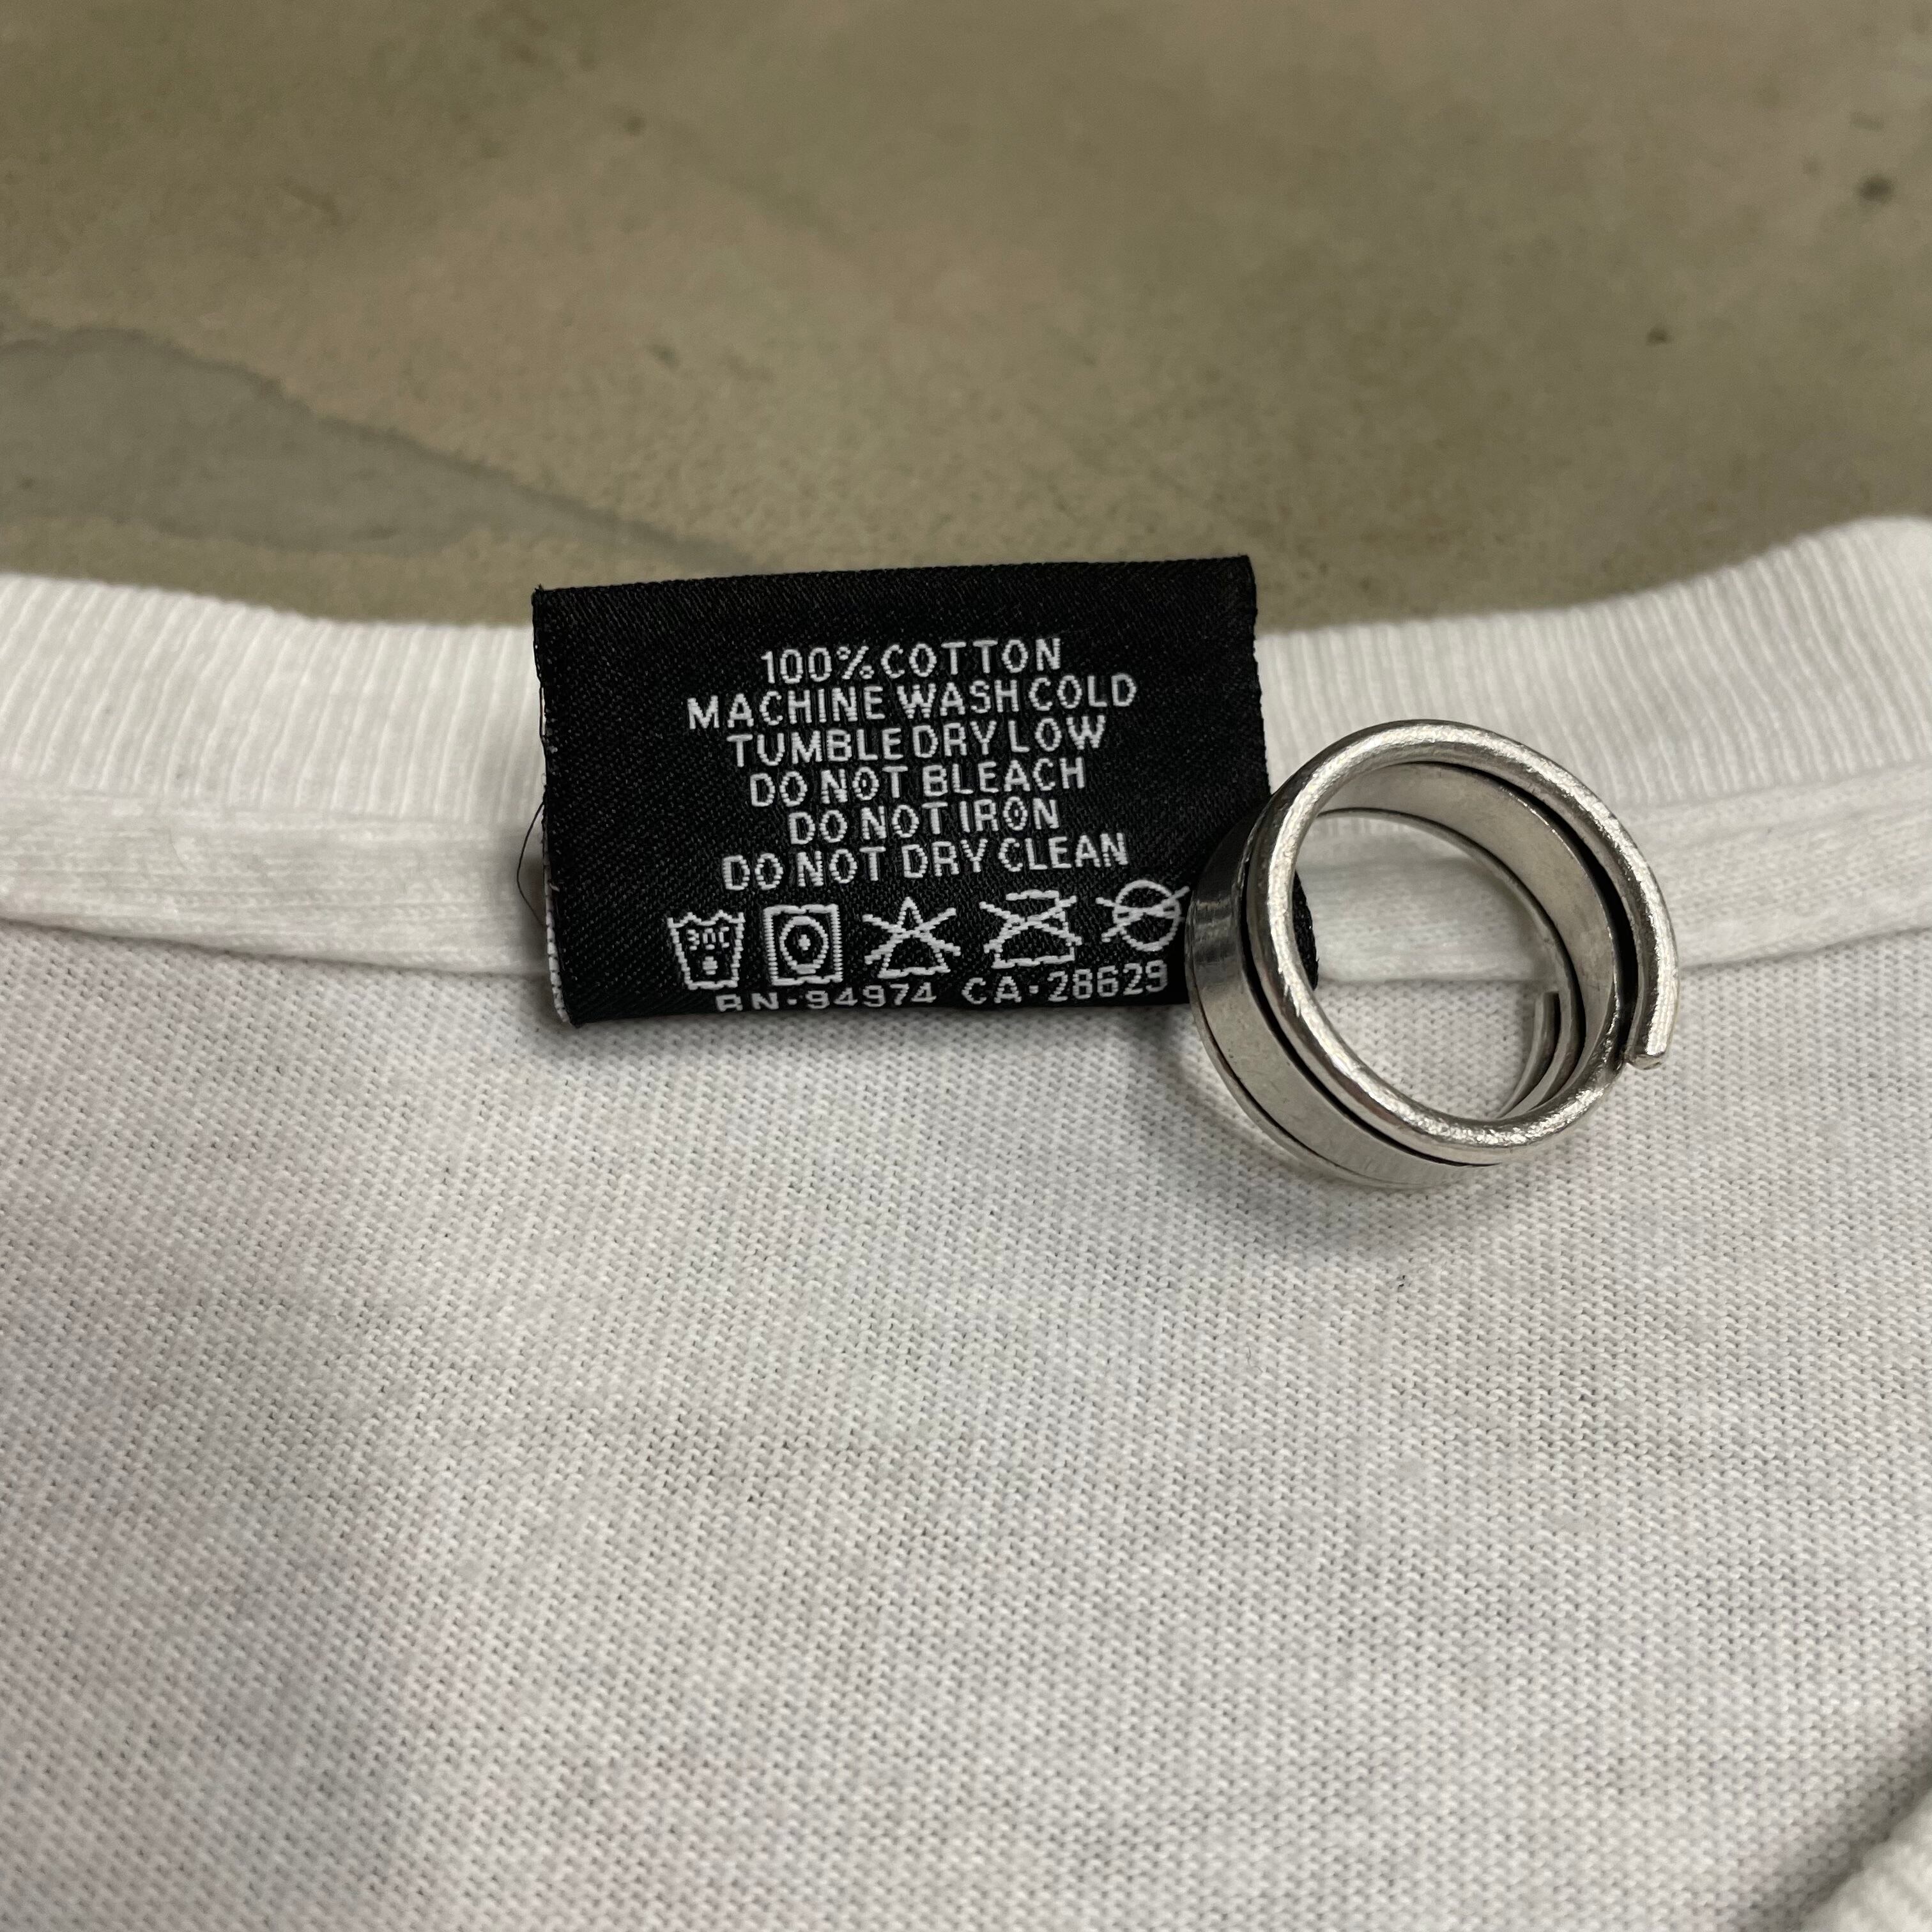 100% COTTON
MACHINE WASH COLD
TUMBLE DRY LOW
DO NOT BLEACH
DO NOT IRON
DO NOT DRY CLEAN
30C
RN·94974 CA·28629